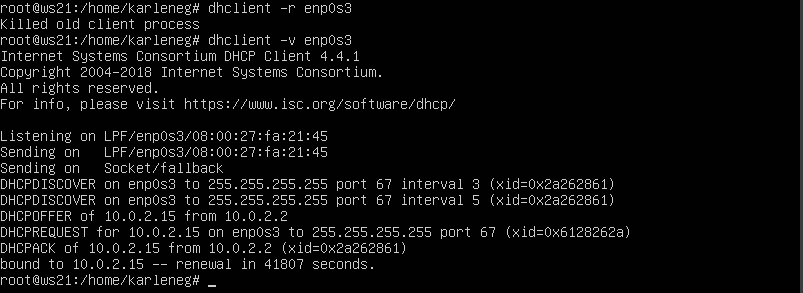 root@ws21:/home/karleneg# dhclient -r enp0s3
Killed old client process
root@ws21:/home/karleneg# dhclient -v enp0s3
Internet Systems Consortium DHCP Client 4.4.1
Copyright 2004-2018 Internet Systems Consortium.
All rights reserved.
For info, please visit https://www.isc.org/software/dhcp/

Listening on LPF/enp0s3/08:00:27:fa:21:45
Sending on   LPF/enp0s3/08:00:27:fa:21:45
Sending on   Socket/fallback
DHCPDISCOVER on enp0s3 to 255.255.255.255 port 67 interval 3 (xid=0x2a262861)
DHCPDISCOVER on enp0s3 to 255.255.255.255 port 67 interval 5 (xid=0x2a262861)
DHCPOFFER of 10.0.2.15 from 10.0.2.2
DHCPREQUEST for 10.0.2.15 on enp0s3 to 255.255.255.255 port 67 (xid=0x6128262a)
DHCPACK of 10.0.2.15 from 10.0.2.2 (xid=0x2a262861)
bound to 10.0.2.15 -- renewal in 41807 seconds.
root@ws21:/home/karleneg# _